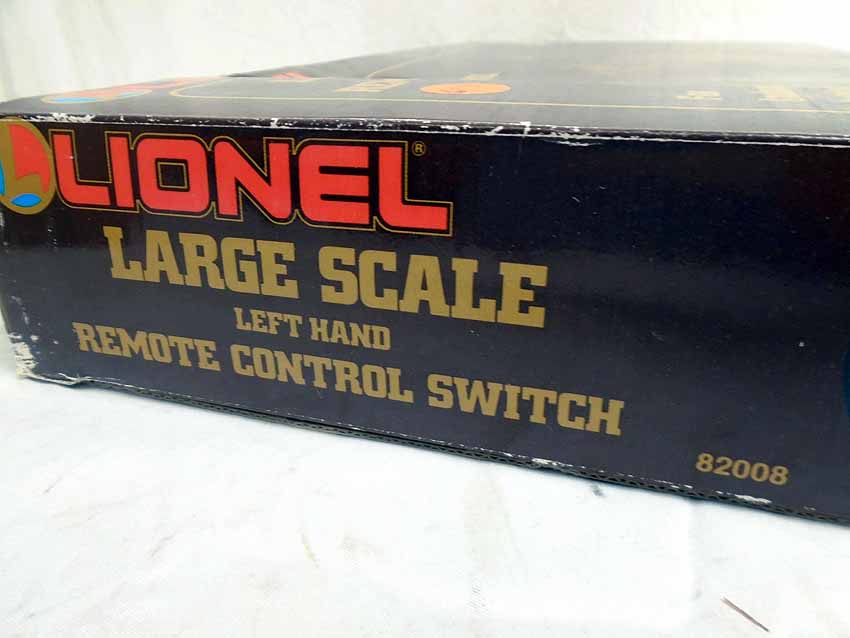 LIONEL®
LARGE SCALE
LEFT HAND
REMOTE CONTROL SWITCH
82008